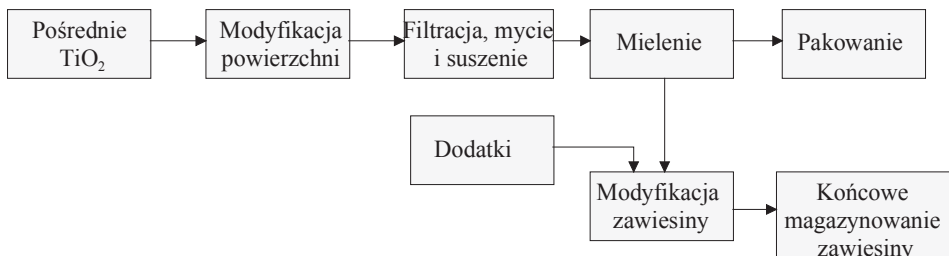 Pośrednie
TiO₂
Modyfikacja
powierzchni
Filtracja, mycie
i suszenie
Mielenie
Pakowanie
Dodatki
Modyfikacja
zawiesiny
Końcowe
magazynowanie
zawiesiny